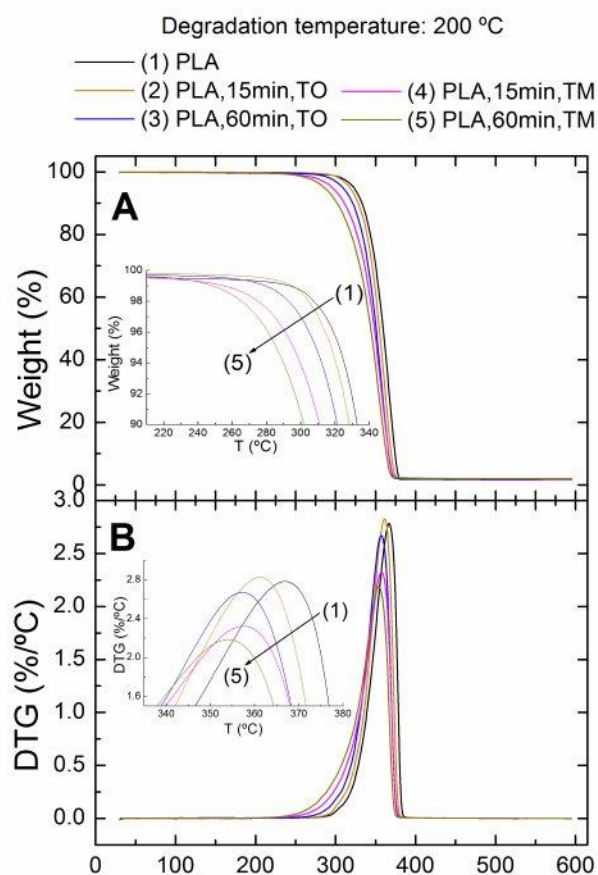 Degradation temperature: 200 ºC
(1) PLA
(2) PLA,15min,TO (4) PLA,15min,TM
(3) PLA,60min,TO (5) PLA,60min,TM
100
80
60
40
20
0
Weight (%)
A
100
98
96
94
92
90
Weight (%)
(1)
(5)
220 240 260 280 300 320 340
T (ºC)
3.0
2.5
2.0
1.5
1.0
0.5
0.0
DTG (%/ºC)
B
2.8
2.4
2.0
1.6
DTG (%/ºC)
(1)
(5)
340 350 360 370 380
T (ºC)
0 100 200 300 400 500 600